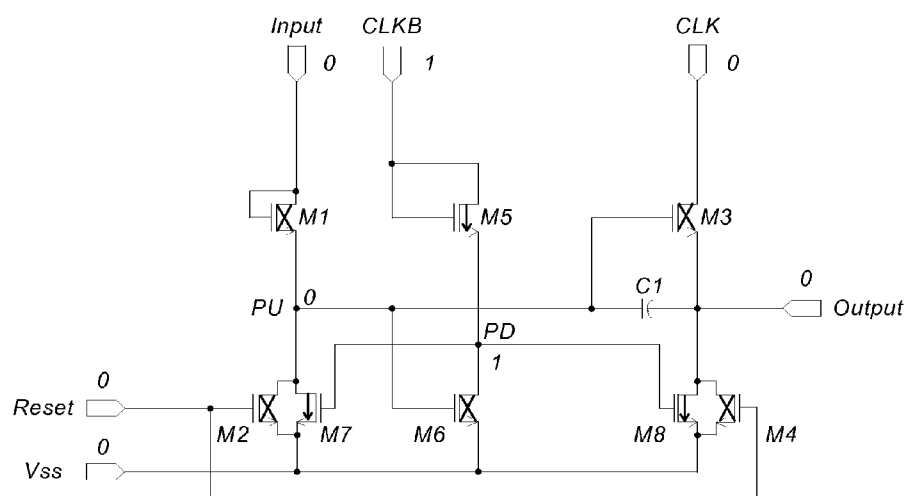 Input CLKB CLK
0 1 0
M1 M5 M3
0
PU 0 C1 Output
PD
1
0
Reset
M2 M7 M6 M8 M4
0
Vss